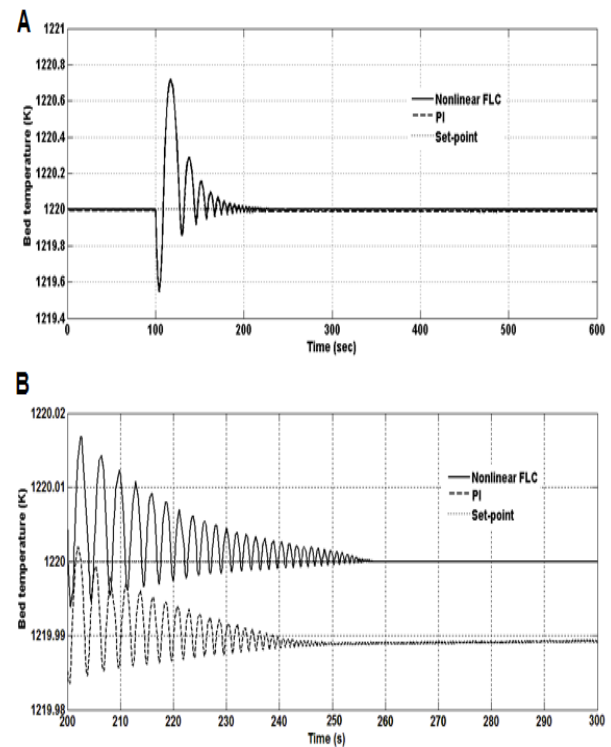 A
1221
1220.8
1220.6
1220.4
1220.2
1220
1219.8
1219.6
1219.4
Bed temperature (K)
Nonlinear FLC
PI
Set-point
0 100 200 300 400 500 600
Time (sec)
B
1220.02
1220.01
1220
1219.99
1219.98
Bed temperature (K)
Nonlinear FLC
PI
Set-point
200 210 220 230 240 250 260 270 280 290 300
Time (s)